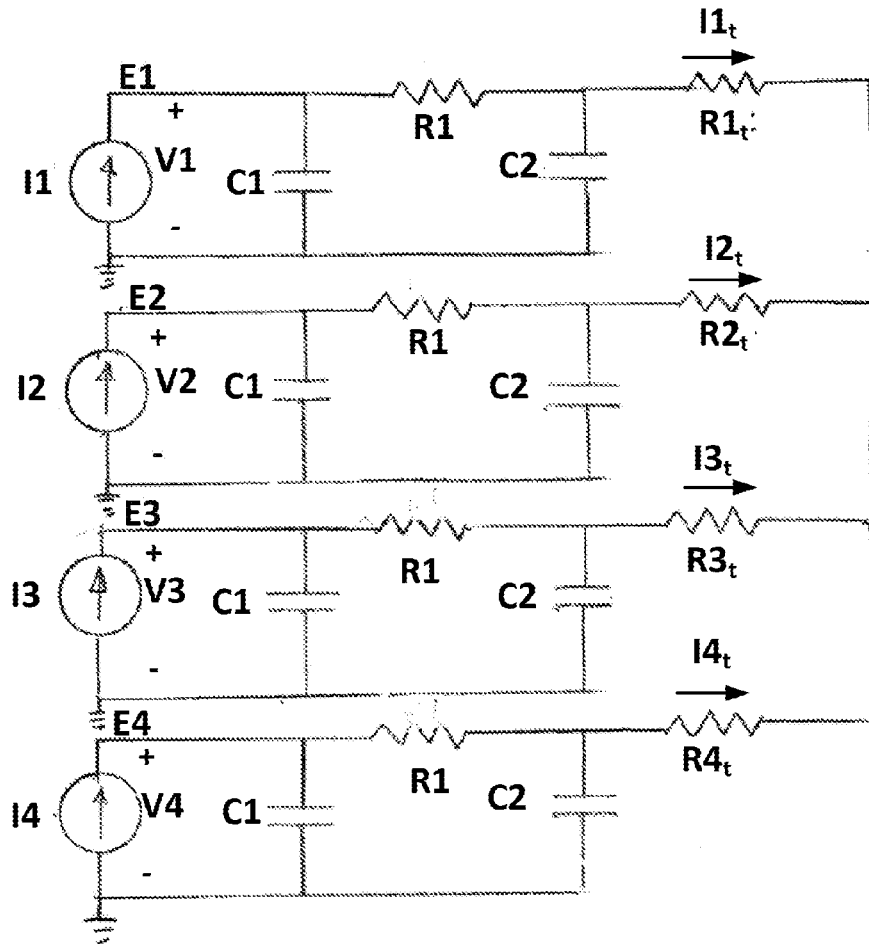 I1t
E1
+
R1
R1t
I1
V1
C1
C2
-
I2t
E2
+
R1
R2t
I2
V2
C1
C2
-
I3t
E3
+
R1
R3t
I3
V3
C1
C2
-
I4t
E4
+
R1
R4t
I4
V4
C1
C2
-